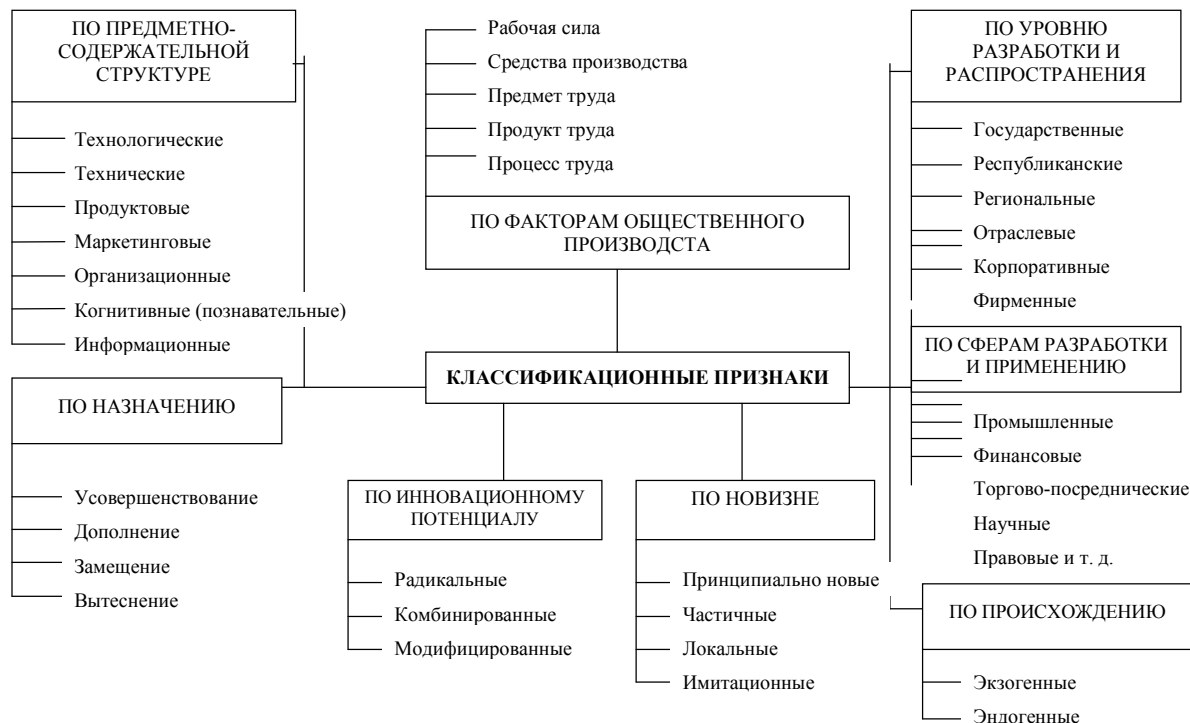 ПО ПРЕДМЕТНО-
СОДЕРЖАТЕЛЬНОЙ
СТРУКТУРЕ
Технологические
Технические
Продуктовые
Маркетинговые
Организационные
Когнитивные (познавательные)
Информационные
Рабочая сила
Средства производства
Предмет труда
Продукт труда
Процесс труда
ПО ФАКТОРАМ ОБЩЕСТВЕННОГО
ПРОИЗВОДСТА
ПО УРОВНЮ
РАЗРАБОТКИ И
РАСПРОСТРАНЕНИЯ
Государственные
Республиканские
Региональные
Отраслевые
Корпоративные
Фирменные
КЛАССИФИКАЦИОННЫЕ ПРИЗНАКИ
ПО СФЕРАМ РАЗРАБОТКИ
И ПРИМЕНЕНИЮ
Промышленные
Финансовые
Торгово-посреднические
Научные
Правовые и т. д.
ПО НАЗНАЧЕНИЮ
Усовершенствование
Дополнение
Замещение
Вытеснение
ПО ИННОВАЦИОННОМУ
ПОТЕНЦИАЛУ
Радикальные
Комбинированные
Модифицированные
ПО НОВИЗНЕ
Принципиально новые
Частичные
Локальные
Имитационные
ПО ПРОИСХОЖДЕНИЮ
Экзогенные
Эндогенные